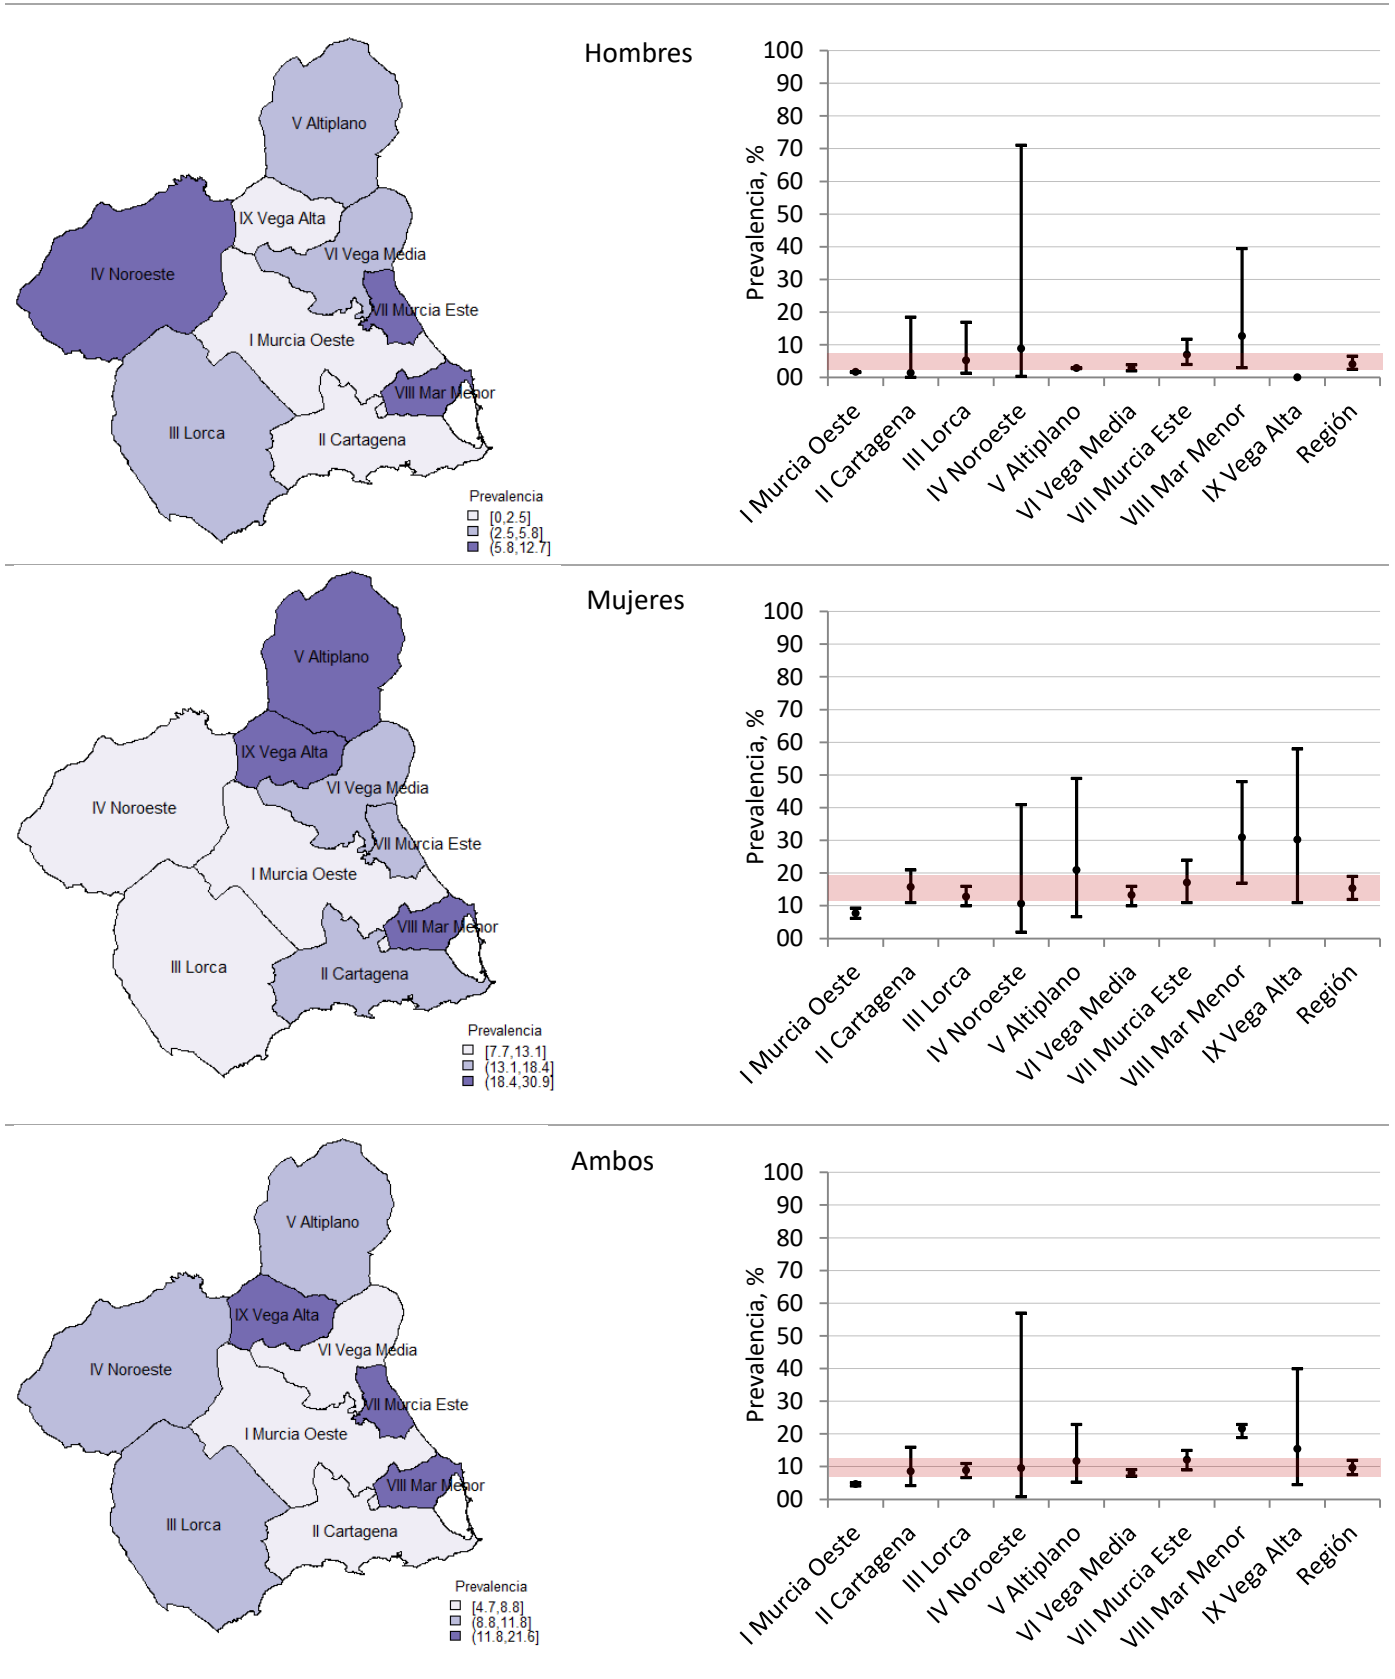 Hombres
V Altiplano
IX Vega Alta
VI Vega Media
IV Noroeste
VII Murcia Este
I Murcia Oeste
VIII Mar Menor
III Lorca
II Cartagena
Prevalencia
[0,2.5]
(2.5,5.8]
(5.8,12.7]
Prevalencia, %
100
90
80
70
60
50
40
30
20
10
00
I Murcia Oeste
II Cartagena
III Lorca
IV Noroeste
V Altiplano
VI Vega Media
VII Murcia Este
VIII Mar Menor
IX Vega Alta
Región
Mujeres
V Altiplano
IX Vega Alta
VI Vega Media
IV Noroeste
VII Murcia Este
I Murcia Oeste
VIII Mar Menor
III Lorca
II Cartagena
Prevalencia
[7.7,13.1]
(13.1,18.4]
(18.4,30.9]
Prevalencia, %
100
90
80
70
60
50
40
30
20
10
00
I Murcia Oeste
II Cartagena
III Lorca
IV Noroeste
V Altiplano
VI Vega Media
VII Murcia Este
VIII Mar Menor
IX Vega Alta
Región
Ambos
V Altiplano
IX Vega Alta
VI Vega Media
IV Noroeste
VII Murcia Este
I Murcia Oeste
VIII Mar Menor
III Lorca
II Cartagena
Prevalencia
[4.7,8.8]
(8.8,11.8]
(11.8,21.6]
Prevalencia, %
100
90
80
70
60
50
40
30
20
10
00
I Murcia Oeste
II Cartagena
III Lorca
IV Noroeste
V Altiplano
VI Vega Media
VII Murcia Este
VIII Mar Menor
IX Vega Alta
Región